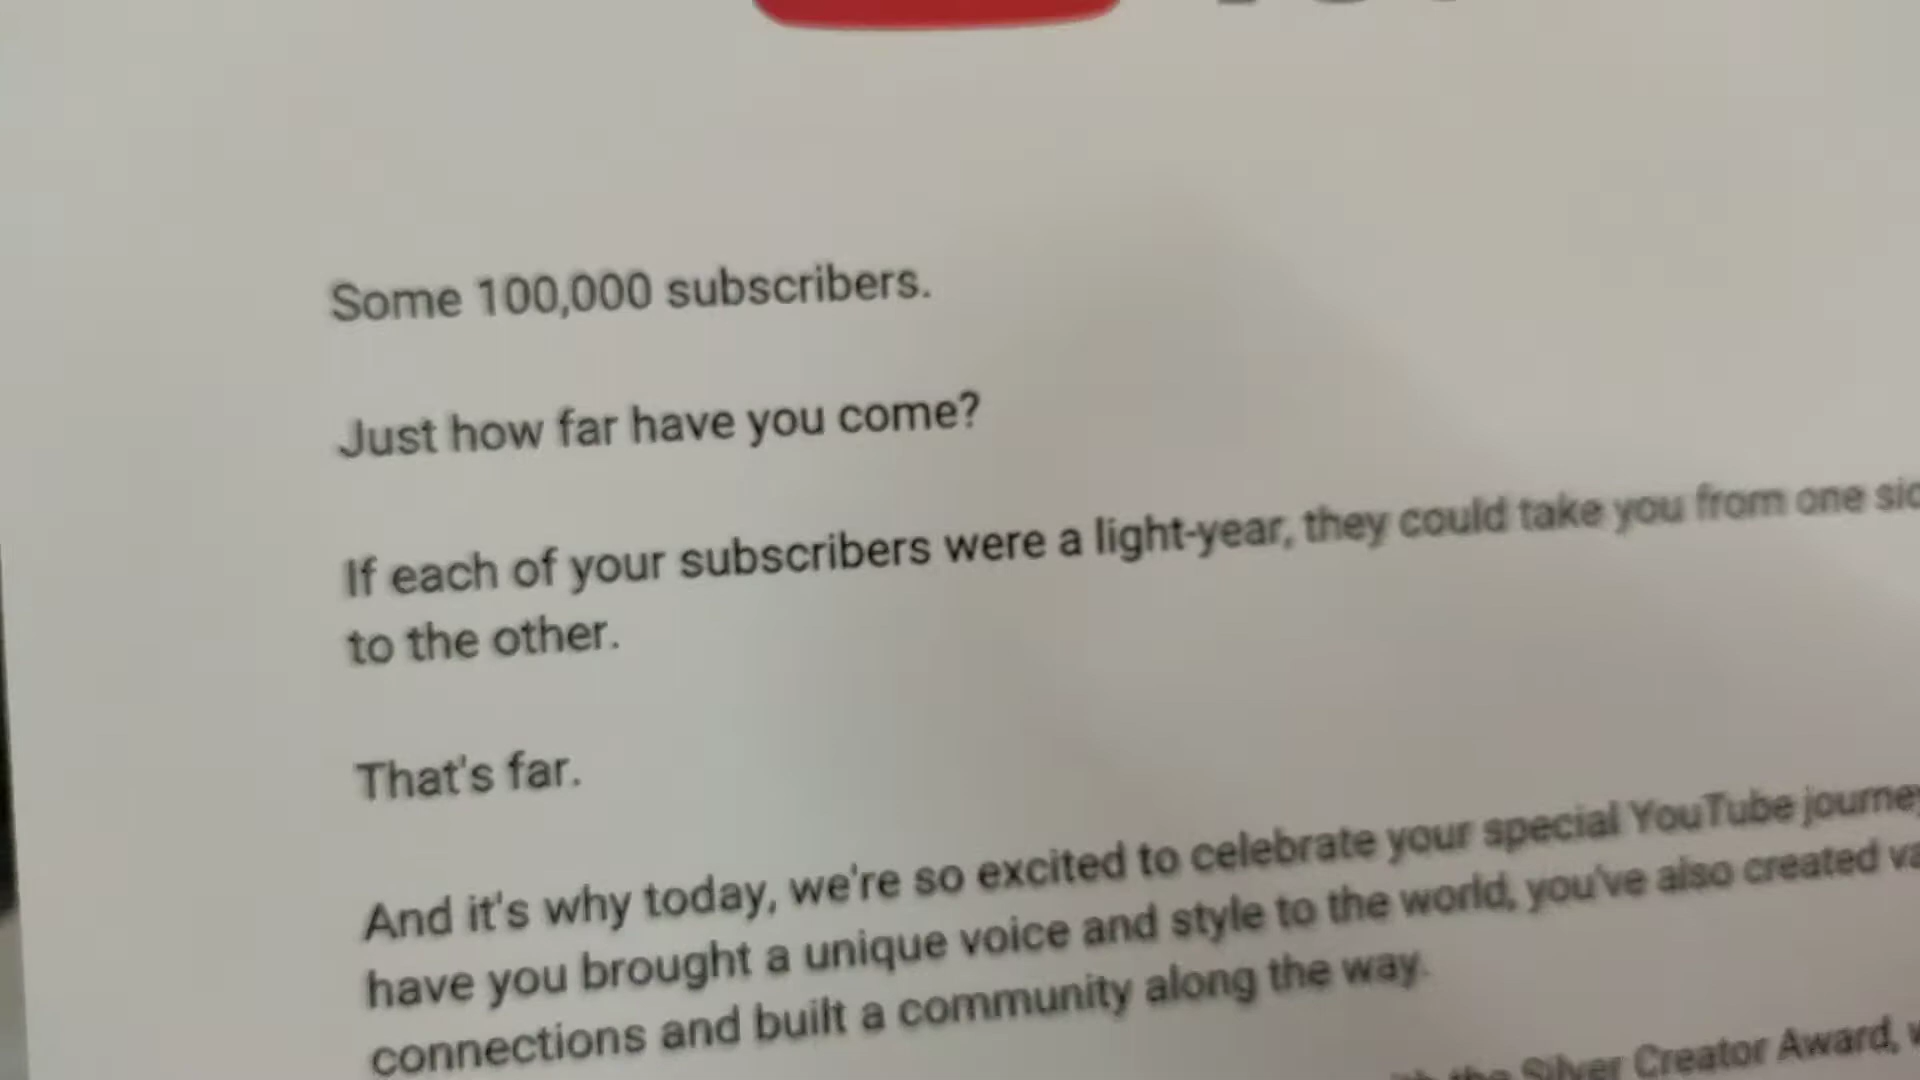 Some 100,000 subscribers.
Just how far have you come?
If each of your subscribers were a light-year, they could take you from one
to the other.
That's far.
And it's why today, we're so excited to celebrate your special YouTube
have you brought a unique voice and style to the world, you've also created
connections and built a community along the way.
the Silver Creator Award,